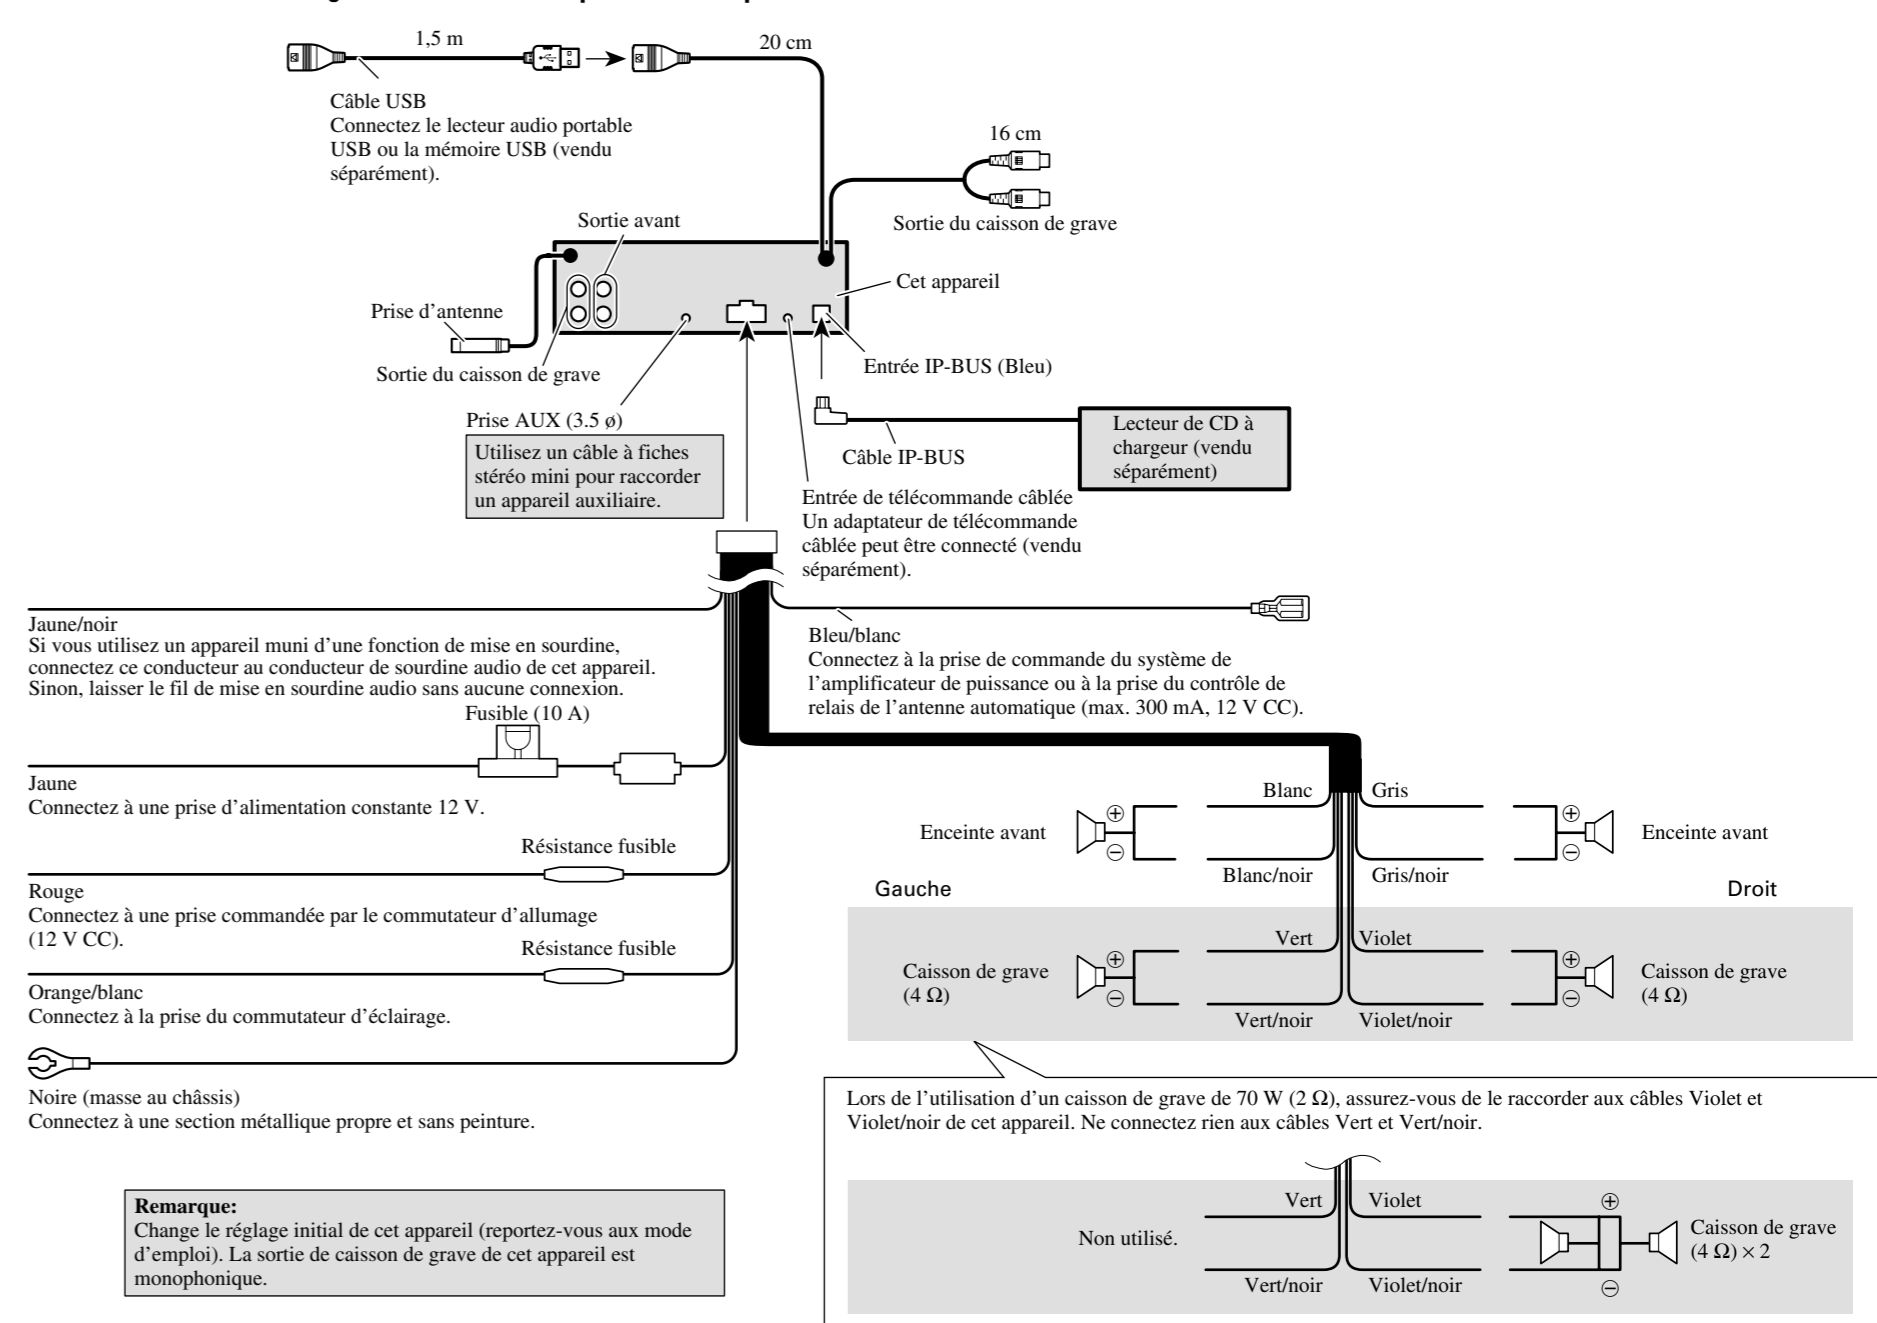 1,5 m
20 cm
Câble USB
Connectez le lecteur audio portable
USB ou la mémoire USB (vendu
séparément).
16 cm
Sortie du caisson de grave
Sortie avant
Cet appareil
Prise d'antenne
Sortie du caisson de grave
Entrée IP-BUS (Bleu)
Prise AUX (3.5 ø)
Utilisez un câble à fiches
stéréo mini pour raccorder
un appareil auxiliaire.
Câble IP-BUS
Lecteur de CD à
chargeur (vendu
séparément)
Entrée de télécommande câblée
Un adaptateur de télécommande
câblée peut être connecté (vendu
séparément).
Jaune/noir
Si vous utilisez un appareil muni d'une fonction de mise en sourdine,
connectez ce conducteur au conducteur de sourdine audio de cet appareil.
Sinon, laisser le fil de mise en sourdine audio sans aucune connexion.
Bleu/blanc
Connectez à la prise de commande du système de
l'amplificateur de puissance ou à la prise du contrôle de
relais de l'antenne automatique (max. 300 mA, 12 V CC).
Fusible (10 A)
Jaune
Connectez à une prise d'alimentation constante 12 V.
Résistance fusible
Rouge
Connectez à une prise commandée par le commutateur d'allumage
(12 V CC).
Résistance fusible
Orange/blanc
Connectez à la prise du commutateur d'éclairage.
Noire (masse au châssis)
Connectez à une section métallique propre et sans peinture.
Blanc
Gris
Enceinte avant
⊕
⊖
⊕
⊖
Enceinte avant
Blanc/noir
Gris/noir
Gauche
Droit
Vert
Violet
Caisson de grave
(4 Ω)
⊕
⊖
⊕
⊖
Caisson de grave
(4 Ω)
Vert/noir
Violet/noir
Lors de l'utilisation d'un caisson de grave de 70 W (2 Ω), assurez-vous de le raccorder aux câbles Violet et
Violet/noir de cet appareil. Ne connectez rien aux câbles Vert et Vert/noir.
Vert
Violet
⊕
Non utilisé.
Caisson de grave
(4 Ω) × 2
Vert/noir
Violet/noir
⊖
Remarque:
Change le réglage initial de cet appareil (reportez-vous aux mode
d'emploi). La sortie de caisson de grave de cet appareil est
monophonique.